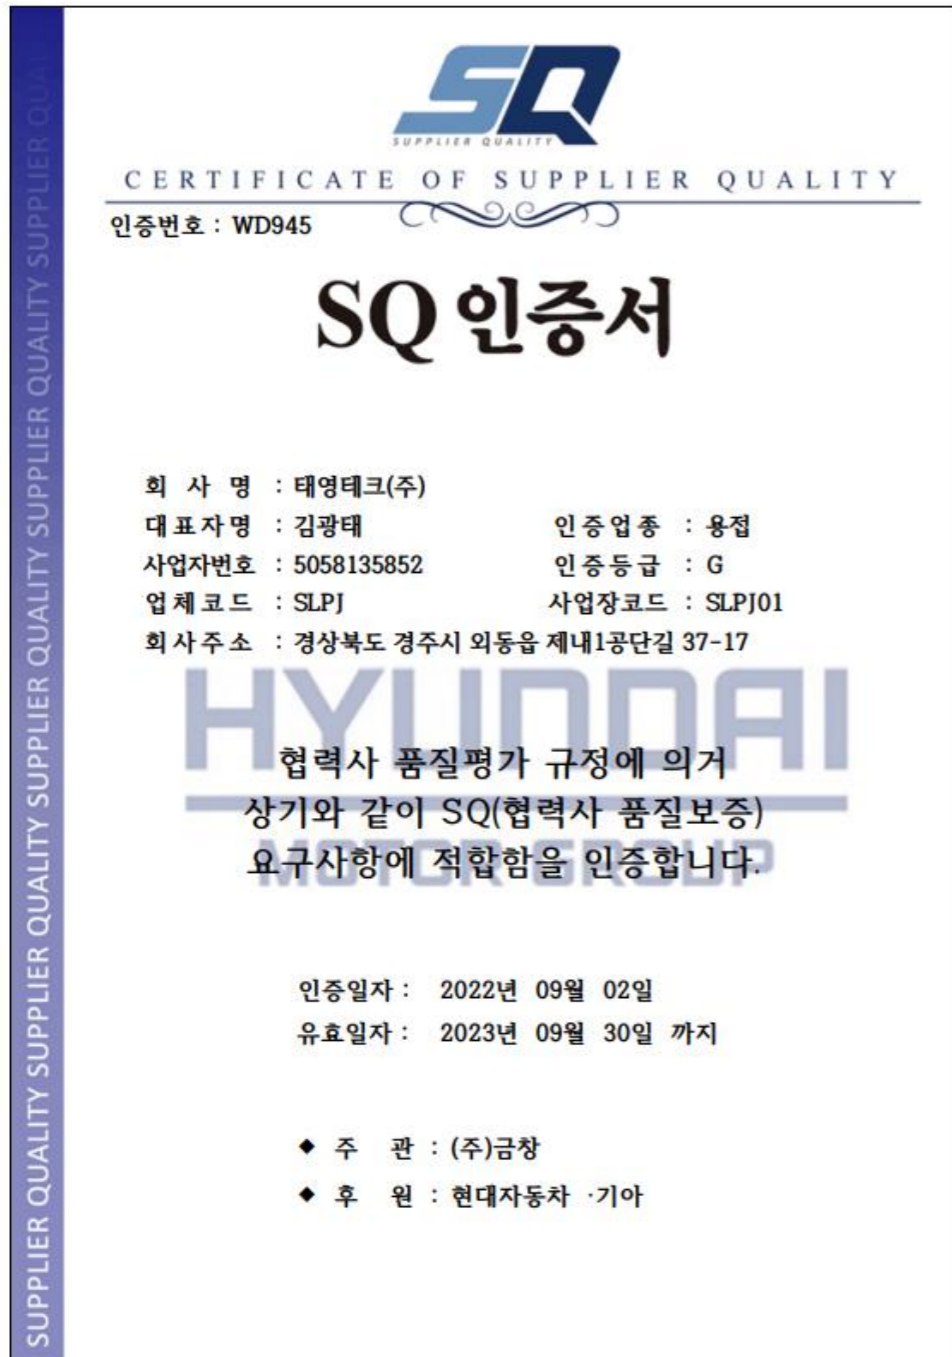 SQ
SUPPLIER QUALITY
CERTIFICATE OF SUPPLIER QUALITY
인증번호 : WD945
SQ 인증서
회 사 명 : 태영테크(주)
대표자명 : 김광태 인증업종 : 용접
사업자번호 : 5058135852 인증등급 : G
업체코드 : SLPJ 사업장코드 : SLPJ01
회사주소 : 경상북도 경주시 외동읍 제내1공단길 37-17
HYUNDAI
MOTOR GROUP
협력사 품질평가 규정에 의거
상기와 같이 SQ(협력사 품질보증)
요구사항에 적합함을 인증합니다.
인증일자 : 2022년 09월 02일
유효일자 : 2023년 09월 30일 까지
◆ 주 관 : (주)금창
◆ 후 원 : 현대자동차 ·기아
SUPPLIER QUALITY SUPPLIER QUALITY SUPPLIER QUALITY SUPPLIER QUALITY SUPPLIER QUALITY SUPPLIER QUAL